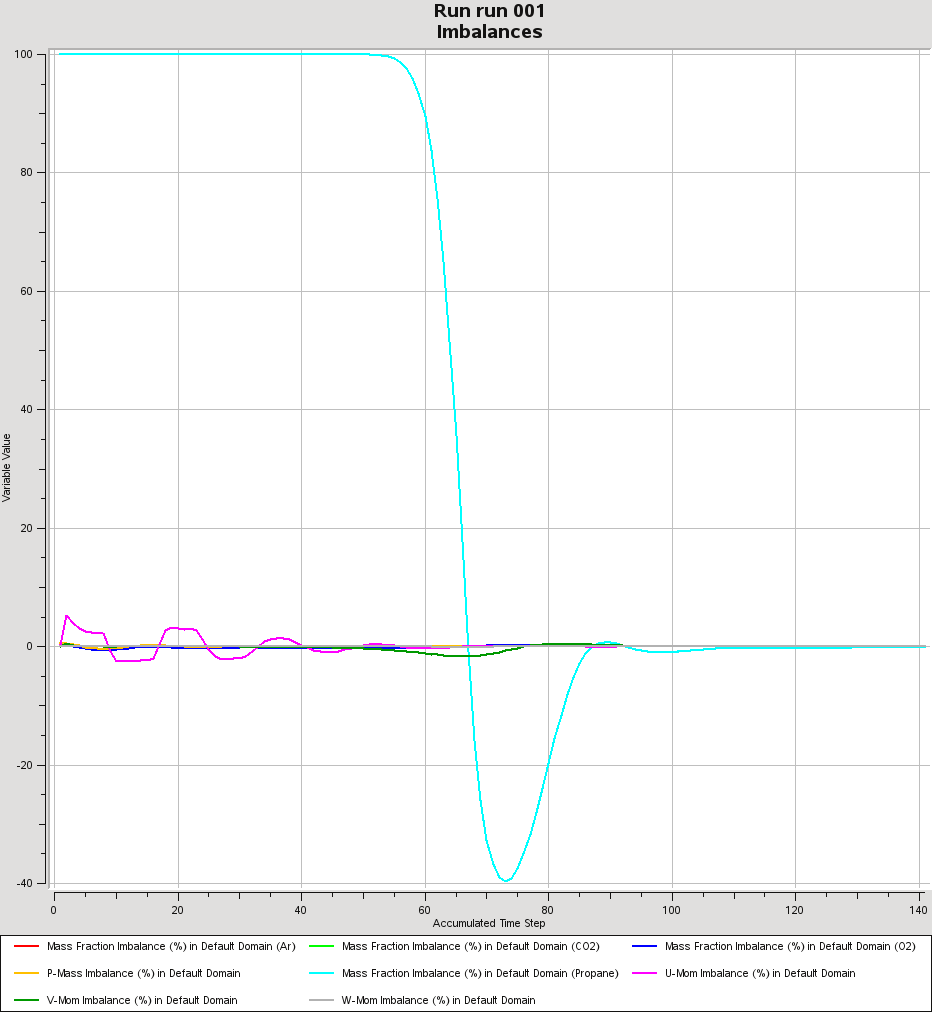 Run run 001
Imbalances
100
80
60
40
20
0
-20
-40
Variable Value
0 20 40 60 80 100 120 140
Accumulated Time Step
Mass Fraction Imbalance (%) in Default Domain (Ar) Mass Fraction Imbalance (%) in Default Domain (CO2) Mass Fraction Imbalance (%) in Default Domain (O2)
P-Mass Imbalance (%) in Default Domain Mass Fraction Imbalance (%) in Default Domain (Propane) U-Mom Imbalance (%) in Default Domain
V-Mom Imbalance (%) in Default Domain W-Mom Imbalance (%) in Default Domain